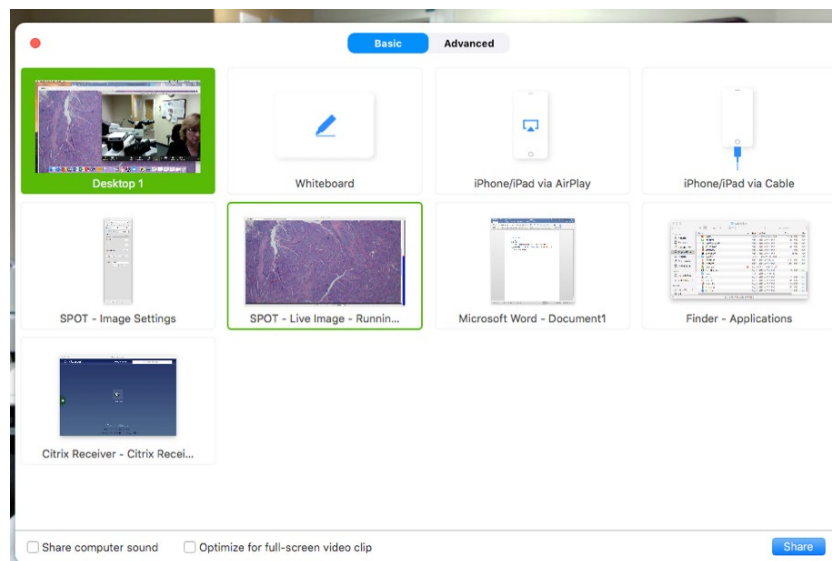 Basic Advanced
Desktop 1 Whiteboard iPhone/iPad via AirPlay iPhone/iPad via Cable
SPOT - Image Settings SPOT - Live Image - Runnin... Microsoft Word - Document1 Finder - Applications
Citrix Receiver - Citrix Recei...
Share computer sound Optimize for full-screen video clip Share